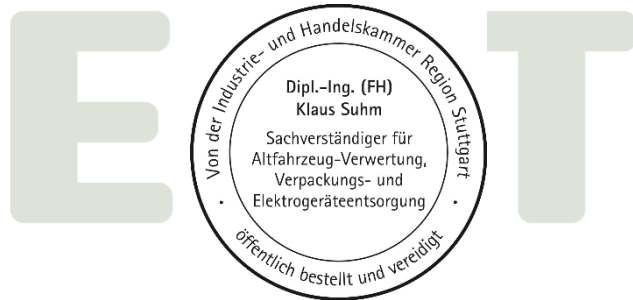 E T
Von der Industrie- und Handelskammer Region Stuttgart
Dipl.-Ing. (FH)
Klaus Suhm
Sachverständiger für
Altfahrzeug-Verwertung,
Verpackungs- und
Elektrogeräteentsorgung
· öffentlich bestellt und vereidigt ·